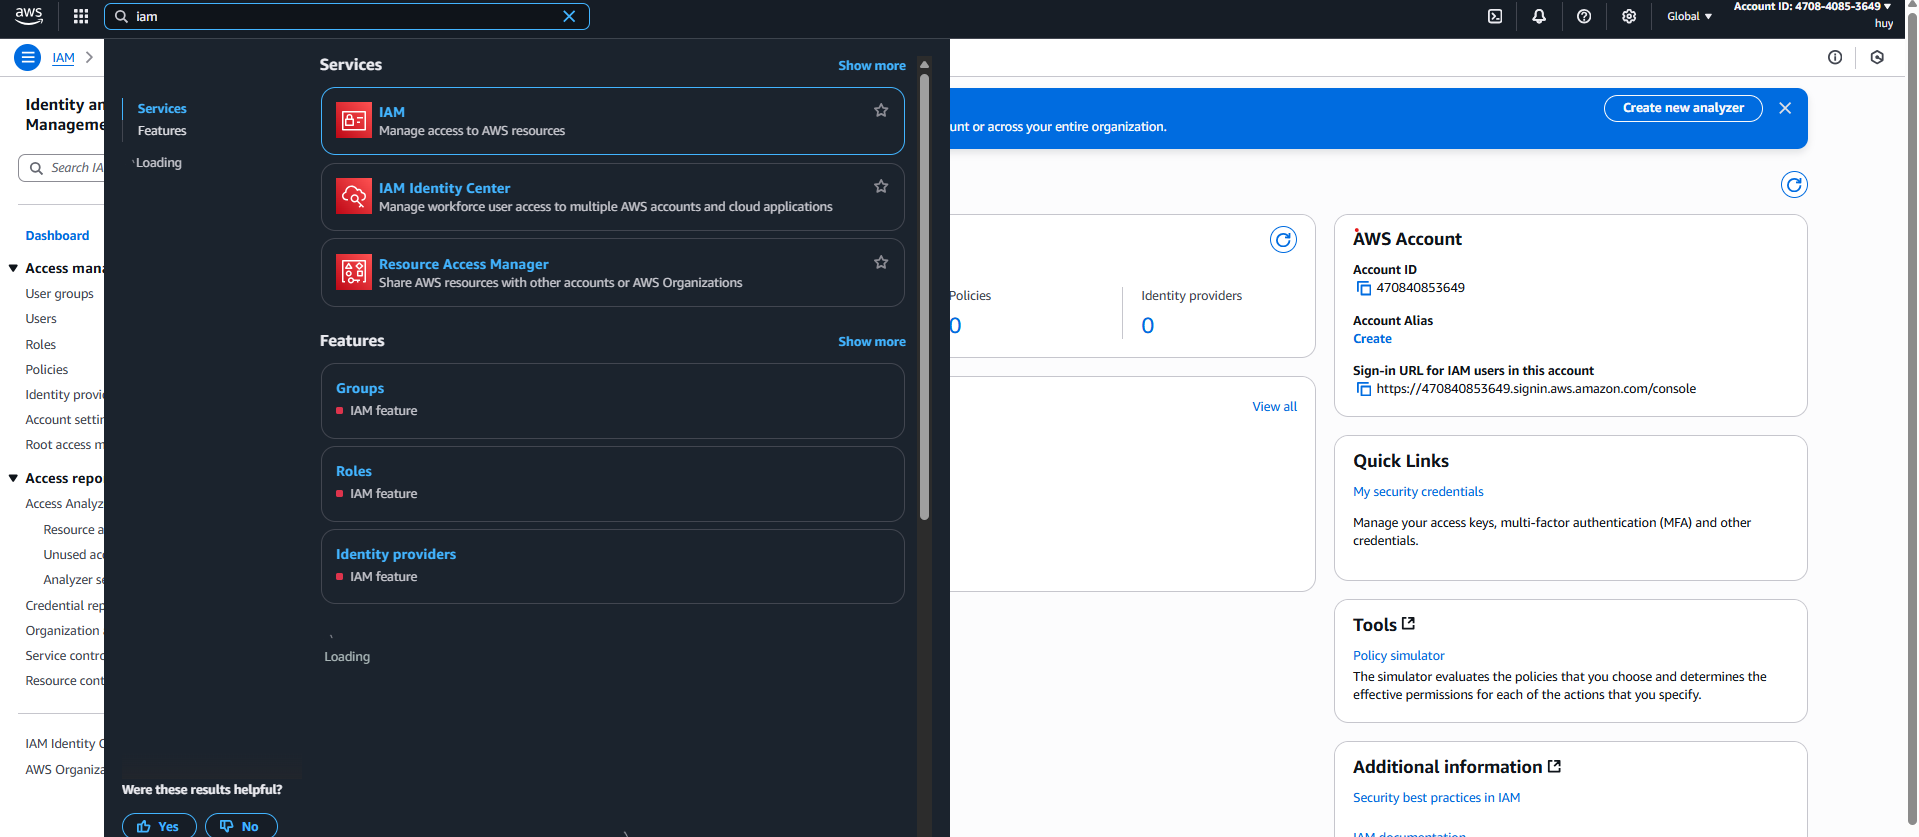 aws
iam
Global
Account ID: 4708-4085-3649
huy
IAM
Identity an
Manageme
Search IA
Dashboard
Access mana
User groups
Users
Roles
Policies
Identity provi
Account settin
Root access m
Access repo
Access Analyz
Resource a
Unused acc
Analyzer se
Credential rep
Organization
Service contro
Resource cont
IAM Identity C
AWS Organiza
Services
Features
Loading
Services
Show more
IAM
Manage access to AWS resources
IAM Identity Center
Manage workforce user access to multiple AWS accounts and cloud applications
Resource Access Manager
Share AWS resources with other accounts or AWS Organizations
Features
Show more
Groups
IAM feature
Roles
IAM feature
Identity providers
IAM feature
Loading
Were these results helpful?
Yes
No
Create new analyzer
unt or across your entire organization.
Policies
0
Identity providers
0
View all
AWS Account
Account ID
470840853649
Account Alias
Create
Sign-in URL for IAM users in this account
https://470840853649.signin.aws.amazon.com/console
Quick Links
My security credentials
Manage your access keys, multi-factor authentication (MFA) and other
credentials.
Tools
Policy simulator
The simulator evaluates the policies that you choose and determines the
effective permissions for each of the actions that you specify.
Additional information
Security best practices in IAM
IAM documentation